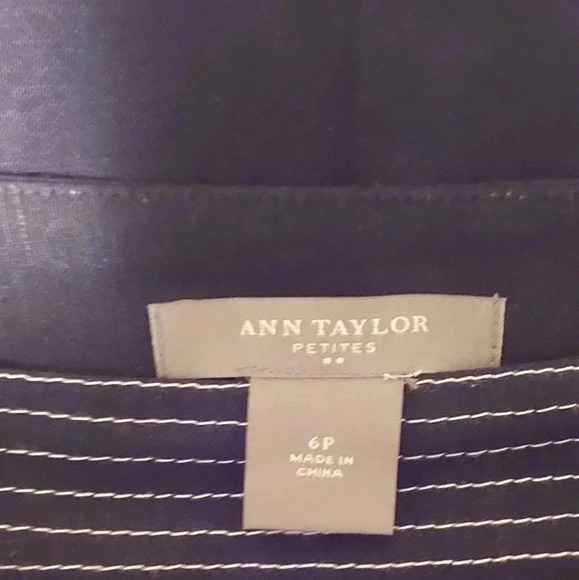 ANN TAYLOR
PETITES
6P
MADE IN
CHINA